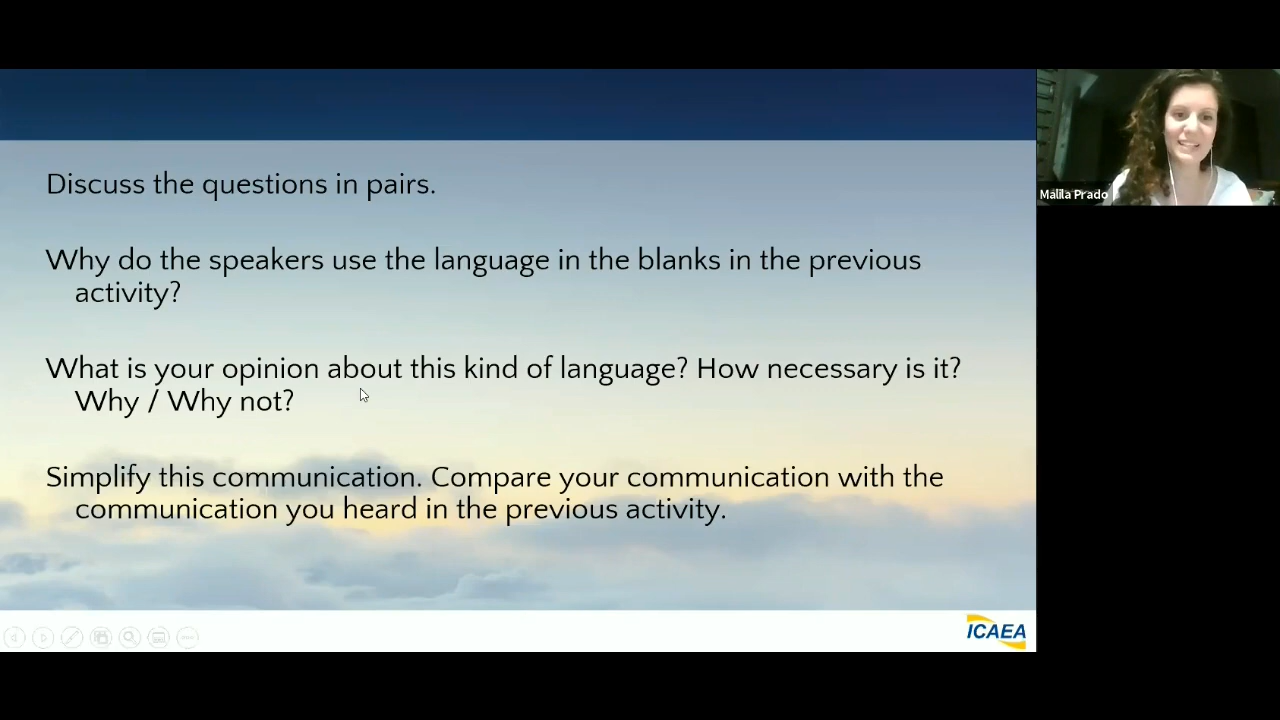 Discuss the questions in pairs.
Why do the speakers use the language in the blanks in the previous
activity?
What is your opinion about this kind of language? How necessary is it?
Why / Why not?
Simplify this communication. Compare your communication with the
communication you heard in the previous activity.
Malila Prado
ICAEA